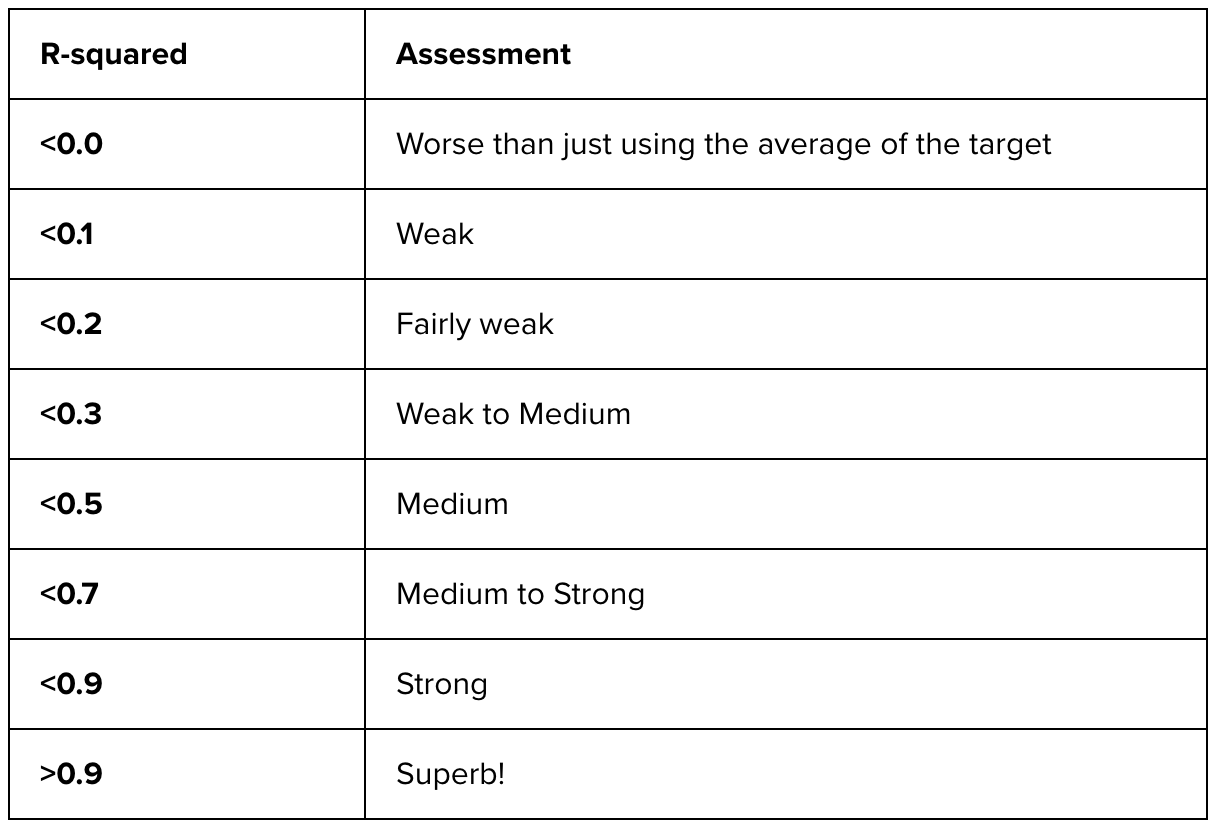 R-squared Assessment
<0.0 Worse than just using the average of the target
<0.1 Weak
<0.2 Fairly weak
<0.3 Weak to Medium
<0.5 Medium
<0.7 Medium to Strong
<0.9 Strong
>0.9 Superb!